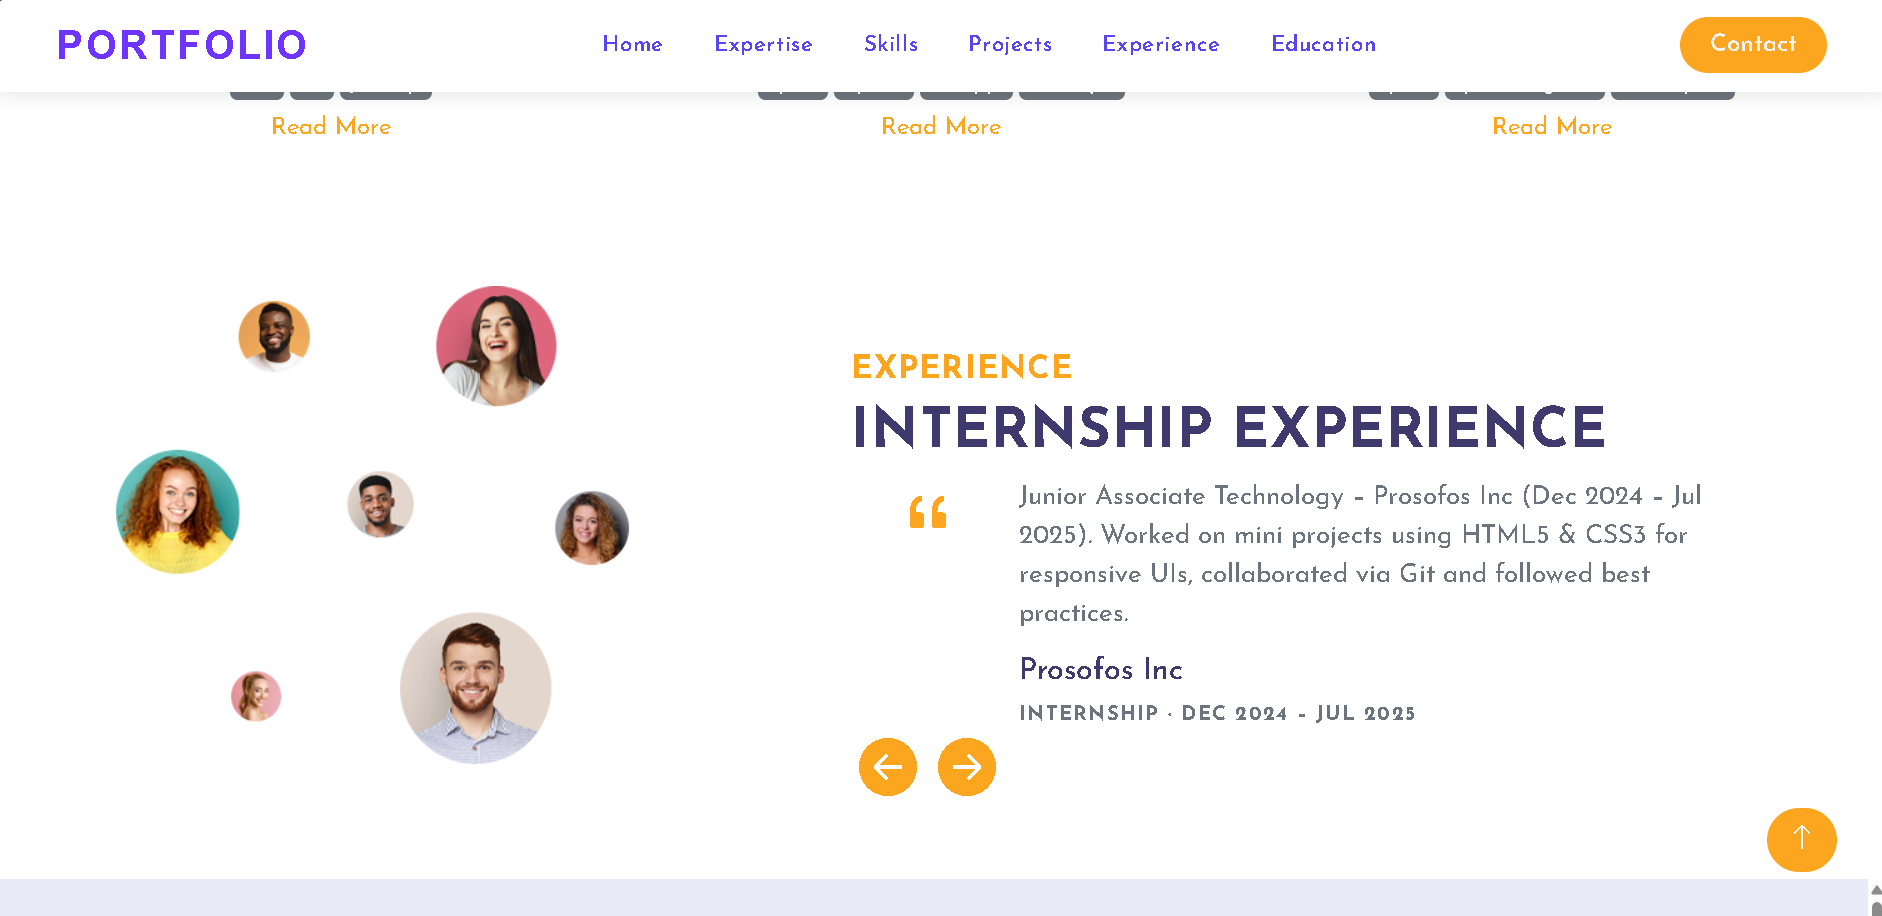 PORTFOLIO
Home Expertise Skills Projects Experience Education
Contact
Read More Read More Read More
EXPERIENCE
INTERNSHIP EXPERIENCE
Junior Associate Technology – Prosofos Inc (Dec 2024 – Jul
2025). Worked on mini projects using HTML5 & CSS3 for
responsive UIs, collaborated via Git and followed best
practices.
Prosofos Inc
INTERNSHIP · DEC 2024 – JUL 2025